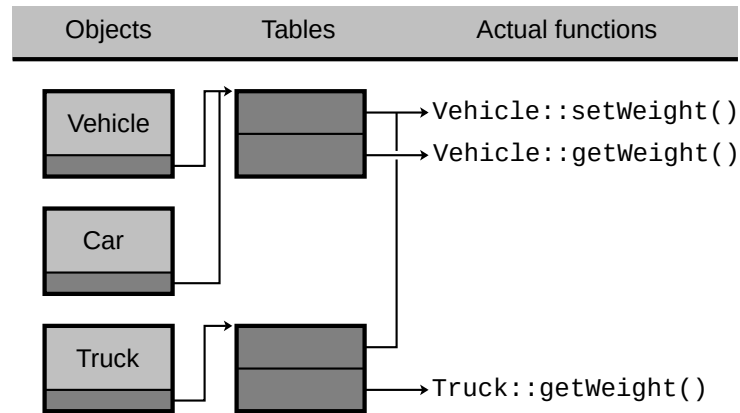 Objects Tables Actual functions
Vehicle
Vehicle::setWeight()
Vehicle::getWeight()
Car
Truck
Truck::getWeight()